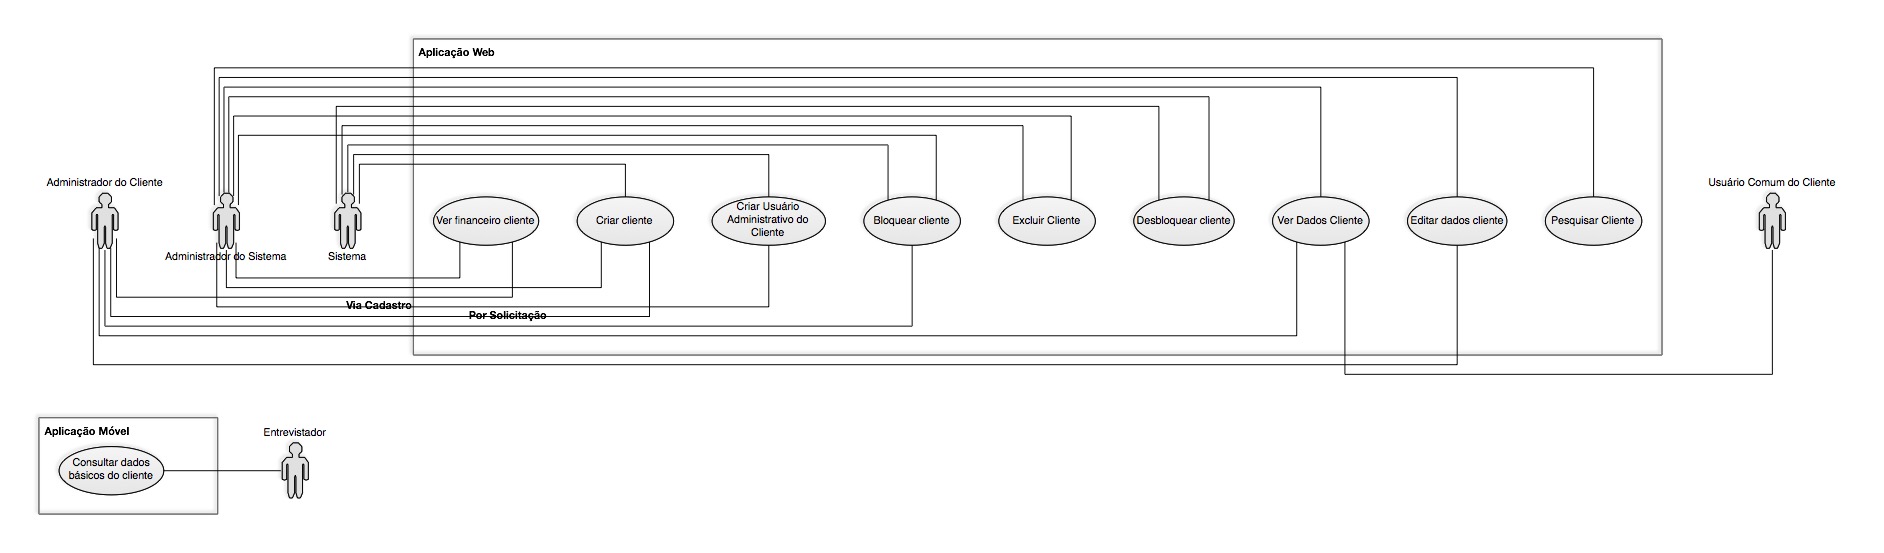 Aplicação Web
Administrador do Cliente
Usuário Comum do Cliente
Ver financeiro cliente
Criar cliente
Criar Usuário
Administrativo do
Cliente
Bloquear cliente
Excluir Cliente
Desbloquear cliente
Ver Dados Cliente
Editar dados cliente
Pesquisar Cliente
Administrador do Sistema
Sistema
Via Cadastro
Por Solicitação
Aplicação Móvel
Entrevistador
Consultar dados
básicos do cliente